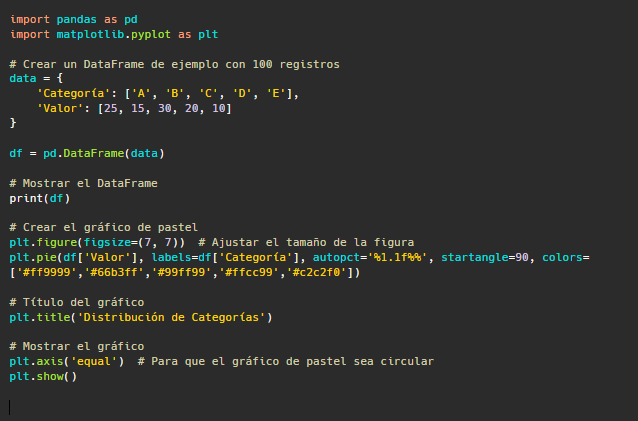 import pandas as pd
import matplotlib.pyplot as plt
# Crear un DataFrame de ejemplo con 100 registros
data = {
    'Categoría': ['A', 'B', 'C', 'D', 'E'],
    'Valor': [25, 15, 30, 20, 10]
}
df = pd.DataFrame(data)
# Mostrar el DataFrame
print(df)
# Crear el gráfico de pastel
plt.figure(figsize=(7, 7))  # Ajustar el tamaño de la figura
plt.pie(df['Valor'], labels=df['Categoría'], autopct='%1.1f%%', startangle=90, colors=
['#ff9999','#66b3ff','#99ff99','#ffcc99','#c2c2f0'])
# Título del gráfico
plt.title('Distribución de Categorías')
# Mostrar el gráfico
plt.axis('equal')  # Para que el gráfico de pastel sea circular
plt.show()